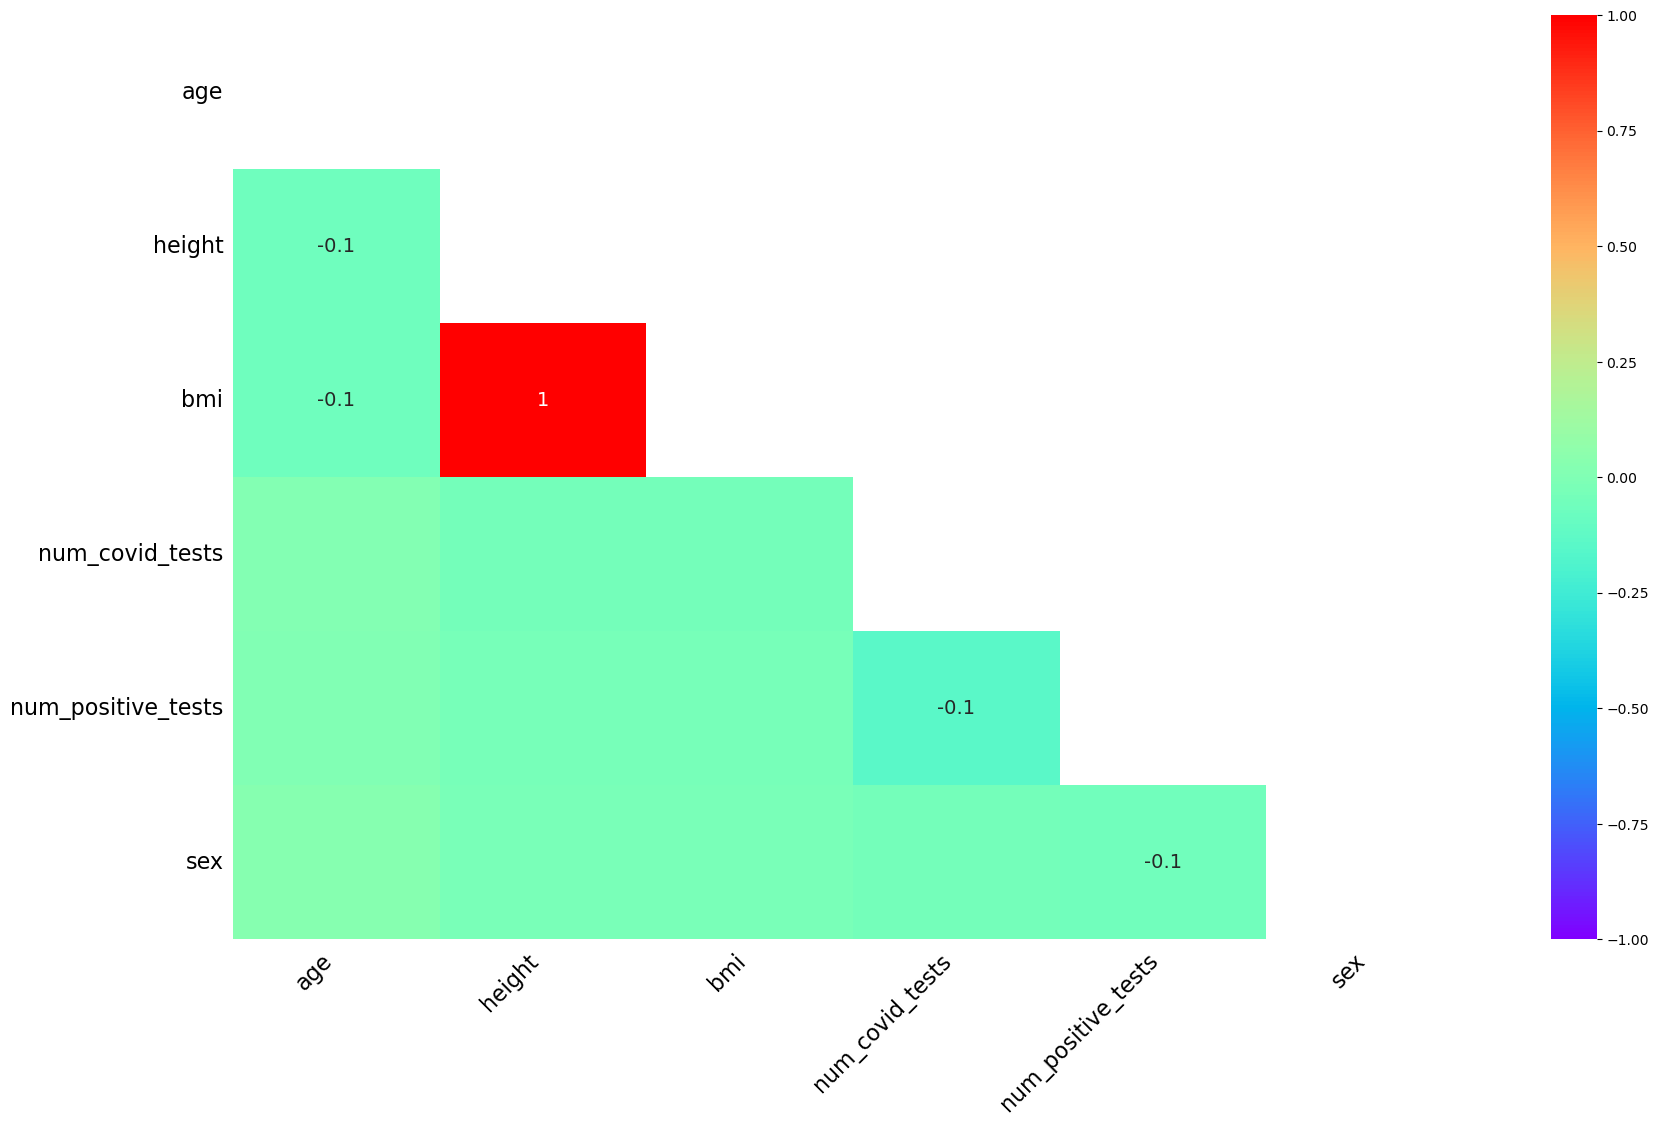 age
height
bmi
num_covid_tests
num_positive_tests
sex
-0.1
-0.1
1
-0.1
-0.1
age
height
bmi
num_covid_tests
num_positive_tests
sex
1.00
0.75
0.50
0.25
0.00
−0.25
−0.50
−0.75
−1.00